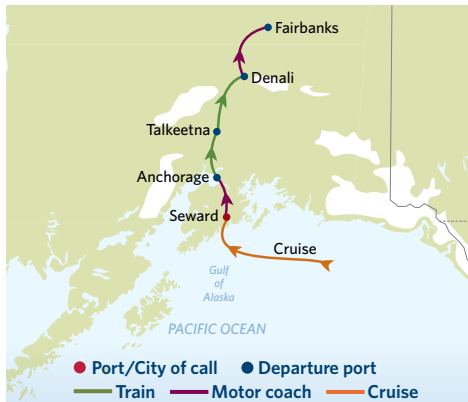 Fairbanks
Denali
Talkeetna
Anchorage
Seward
Cruise
Gulf
of
Alaska
PACIFIC OCEAN
Port/City of call Departure port
Train Motor coach Cruise